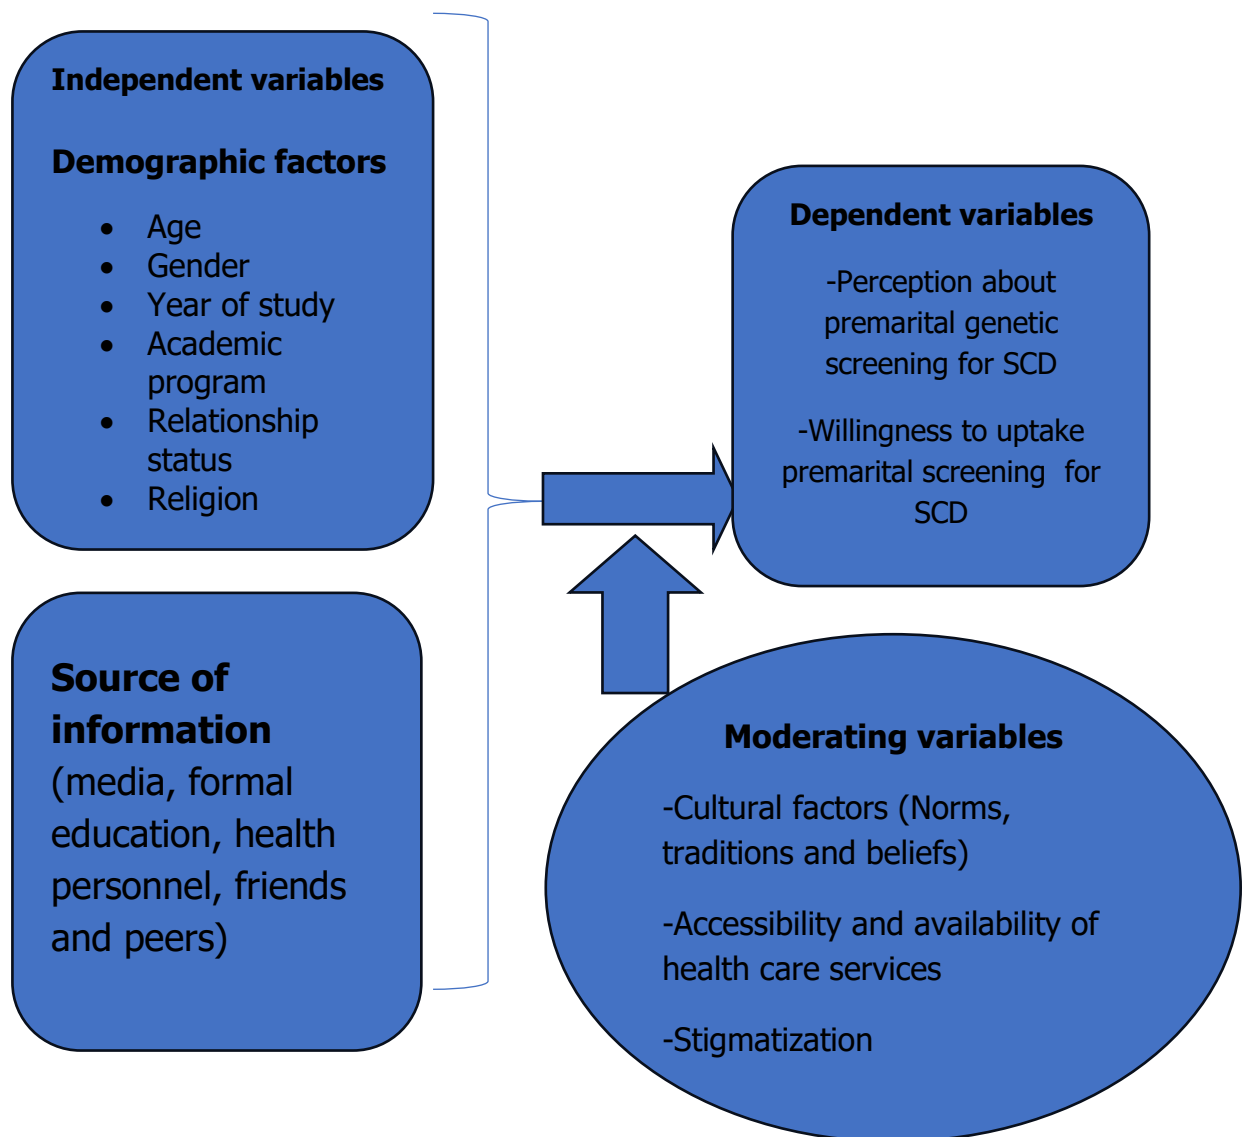 Independent variables
Demographic factors
• Age
• Gender
• Year of study
• Academic
program
• Relationship
status
• Religion
Source of
information
(media, formal
education, health
personnel, friends
and peers)
Dependent variables
-Perception about
premarital genetic
screening for SCD
-Willingness to uptake
premarital screening  for
SCD
Moderating variables
-Cultural factors (Norms,
traditions and beliefs)
-Accessibility and availability of
health care services
-Stigmatization